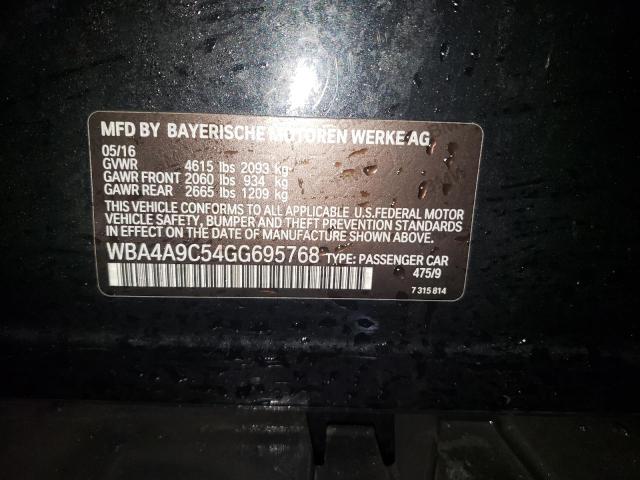 MFD BY BAYERISCHE MOTOREN WERKE AG
05/16
GVWR 4615 lbs 2093 kg
GAWR FRONT 2060 lbs 934 kg
GAWR REAR 2665 lbs 1209 kg
THIS VEHICLE CONFORMS TO ALL APPLICABLE U.S.FEDERAL MOTOR
VEHICLE SAFETY, BUMPER AND THEFT PREVENTION STANDARDS
IN EFFECT ON THE DATE OF MANUFACTURE SHOWN ABOVE.
WBA4A9C54GG695768 TYPE: PASSENGER CAR
475/9
7 315 814